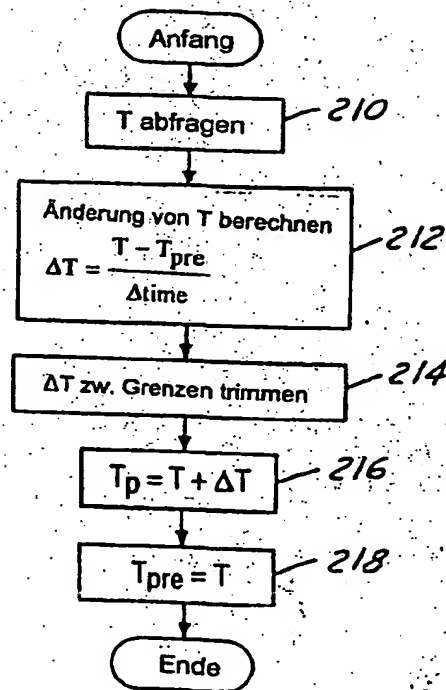 Anfang
T abfragen
210
Änderung von T berechnen
ΔT = (T – Tpre) / Δtime
212
ΔT zw. Grenzen trimmen
214
Tp = T + ΔT
216
Tpre = T
218
Ende